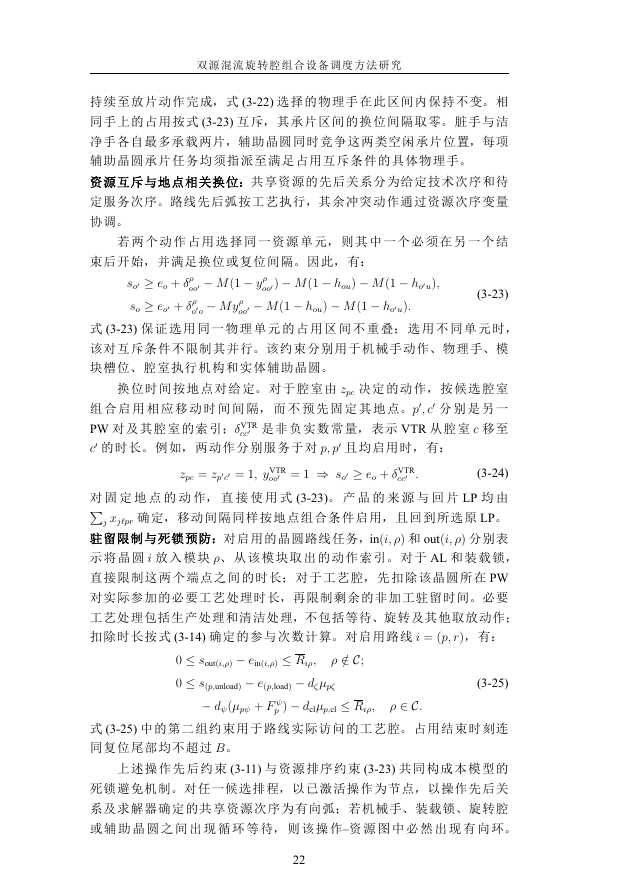 双源混流旋转腔组合设备调度方法研究
持续至放片动作完成，式 (3-22) 选择的物理手在此区间内保持不变。相
同手上的占用按式 (3-23) 互斥，其承片区间的换位间隔取零。脏手与洁
净手各自最多承载两片，辅助晶圆同时竞争这两类空闲承片位置，每项
辅助晶圆承片任务均须指派至满足占用互斥条件的具体物理手。
资源互斥与地点相关换位：共享资源的先后关系分为给定技术次序和待
定服务次序。路线先后弧按工艺执行，其余冲突动作通过资源次序变量
协调。
若两个动作占用选择同一资源单元，则其中一个必须在另一个结
束后开始，并满足换位或复位间隔。因此，有：
s_{o′} ≥ e_o + δ^ρ_{oo′} − M(1 − y^ρ_{oo′}) − M(1 − h_{ou}) − M(1 − h_{o′u}),
s_o ≥ e_{o′} + δ^ρ_{o′o} − My^ρ_{oo′} − M(1 − h_{ou}) − M(1 − h_{o′u}).
(3-23)
式 (3-23) 保证选用同一物理单元的占用区间不重叠；选用不同单元时，
该对互斥条件不限制其并行。该约束分别用于机械手动作、物理手、模
块槽位、腔室执行机构和实体辅助晶圆。
换位时间按地点对给定。对于腔室由 z_{pc} 决定的动作，按候选腔室
组合启用相应移动时间间隔，而不预先固定其地点。p′, c′ 分别是另一
PW 对及其腔室的索引；δ^{VTR}_{cc′} 是非负实数常量，表示 VTR 从腔室 c 移至
c′ 的时长。例如，两动作分别服务于对 p, p′ 且均启用时，有：
z_{pc} = z_{p′c′} = 1, y^{VTR}_{oo′} = 1 ⇒ s_{o′} ≥ e_o + δ^{VTR}_{cc′}. (3-24)
对固定地点的动作，直接使用式 (3-23)。产品的来源与回片 LP 均由
∑_j x_{jℓpr} 确定，移动间隔同样按地点组合条件启用，且回到所选原 LP。
驻留限制与死锁预防：对启用的晶圆路线任务，in(i, ρ) 和 out(i, ρ) 分别表
示将晶圆 i 放入模块 ρ、从该模块取出的动作索引。对于 AL 和装载锁，
直接限制这两个端点之间的时长；对于工艺腔，先扣除该晶圆所在 PW
对实际参加的必要工艺处理时长，再限制剩余的非加工驻留时间。必要
工艺处理包括生产处理和清洁处理，不包括等待、旋转及其他取放动作；
扣除时长按式 (3-14) 确定的参与次数计算。对启用路线 i = (p, r)，有：
0 ≤ s_{out(i,ρ)} − e_{in(i,ρ)} ≤ R̅_{iρ}, ρ ∉ 𝒞;
0 ≤ s_{(p,unload)} − e_{(p,load)} − d_ζμ_{pζ}
(3-25)
− d_ψ(μ_{pψ} + F^ψ_p) − d_{cl}μ_{p,cl} ≤ R̅_{iρ}, ρ ∈ 𝒞.
式 (3-25) 中的第二组约束用于路线实际访问的工艺腔。占用结束时刻连
同复位尾部均不超过 B。
上述操作先后约束 (3-11) 与资源排序约束 (3-23) 共同构成本模型的
死锁避免机制。对任一候选排程，以已激活操作为节点，以操作先后关
系及求解器确定的共享资源次序为有向弧；若机械手、装载锁、旋转腔
或辅助晶圆之间出现循环等待，则该操作–资源图中必然出现有向环。
22